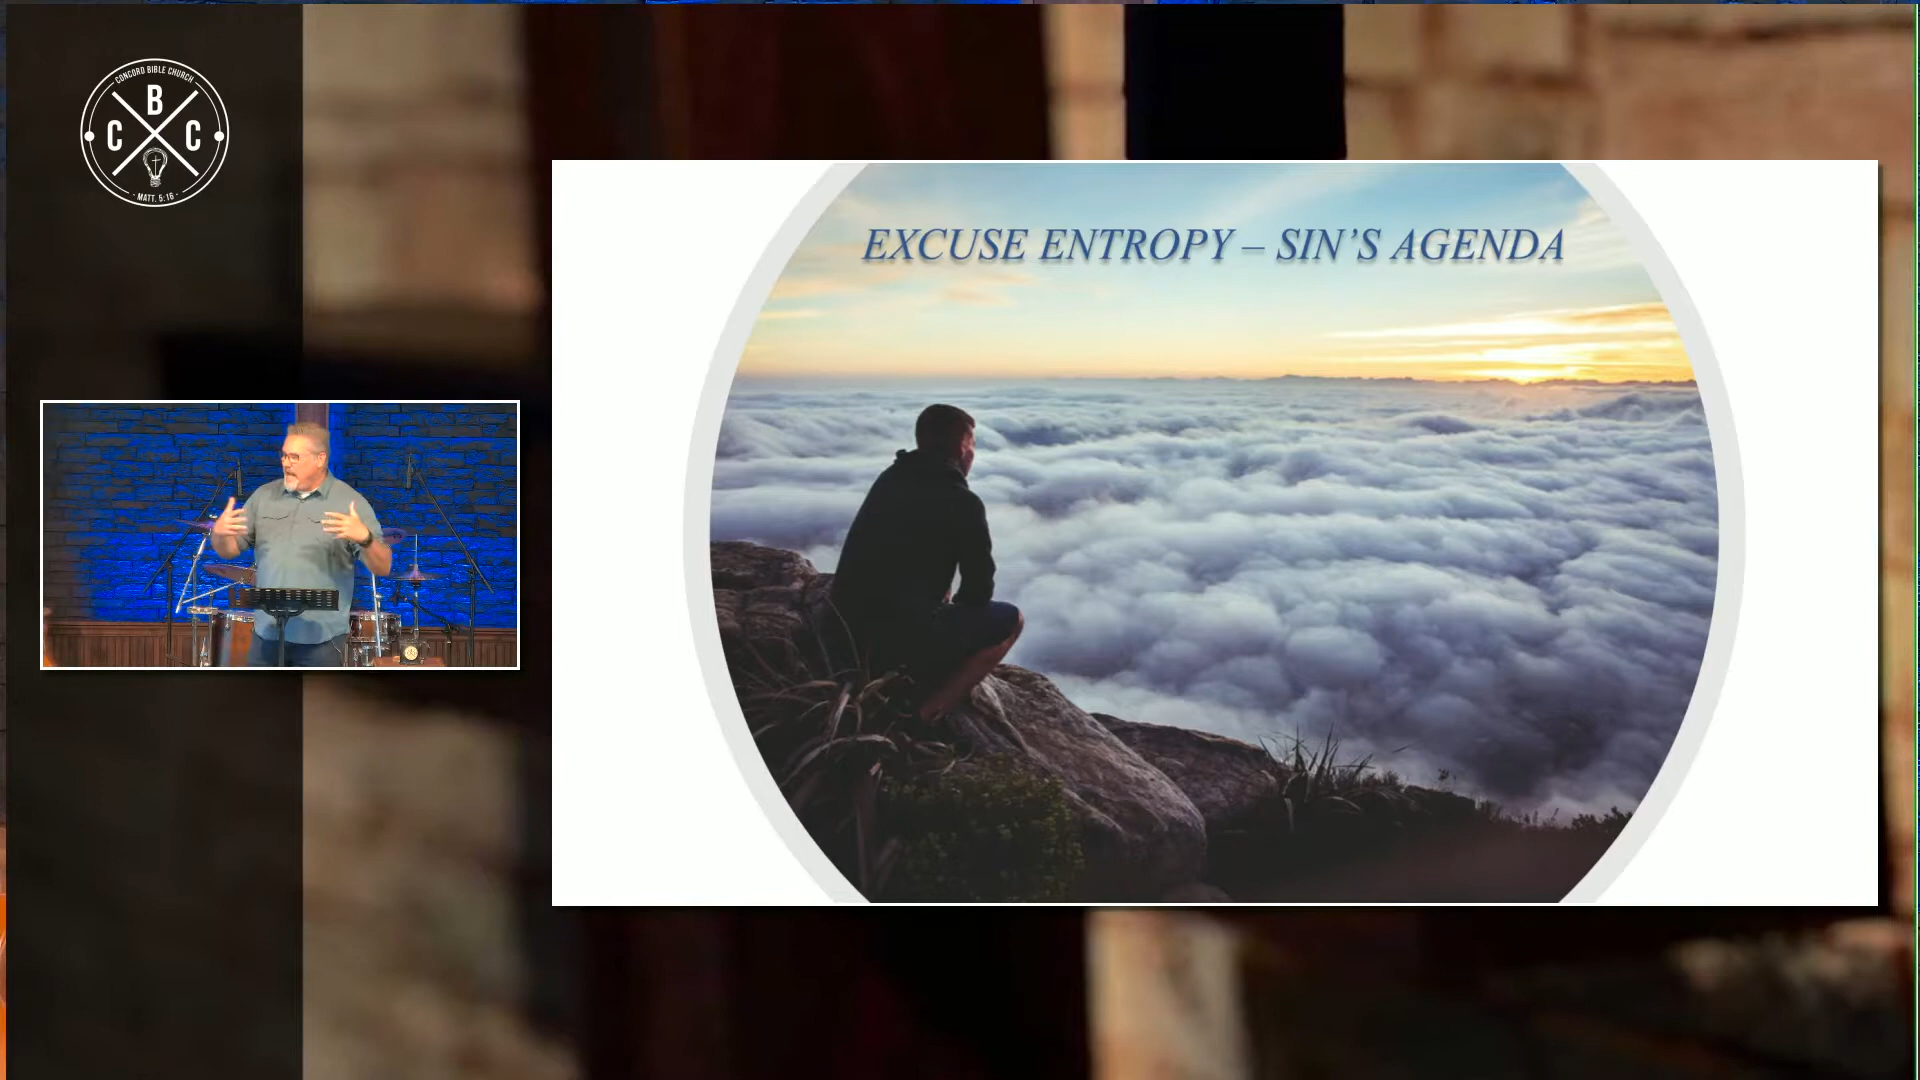 CONCORD BIBLE CHURCH
B
C C
- MATT. 5:16 -
EXCUSE ENTROPY – SIN’S AGENDA